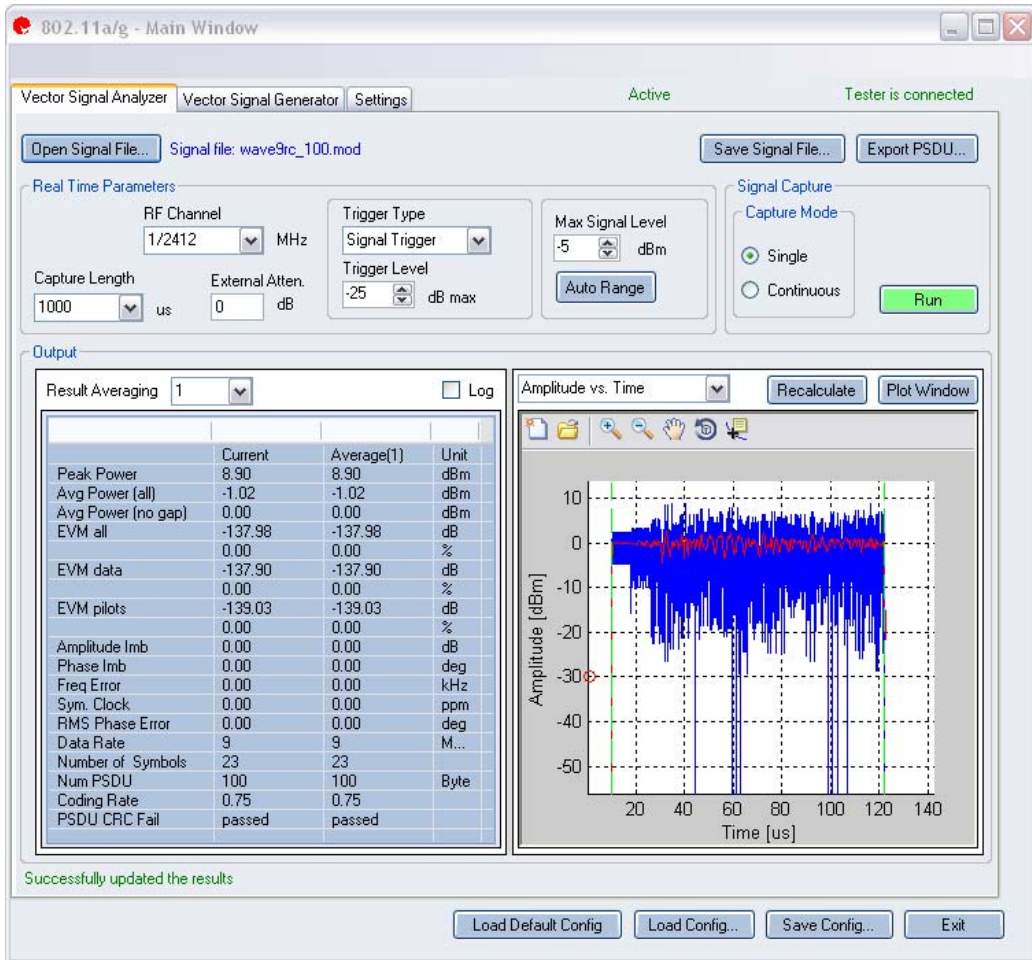 802.11a/g - Main Window
Vector Signal Analyzer Vector Signal Generator Settings Active Tester is connected
Open Signal File... Signal file: wave9rc_100.mod Save Signal File... Export PSDU...
Real Time Parameters Signal Capture
RF Channel Trigger Type Max Signal Level Capture Mode
1/2412 MHz Signal Trigger -5 dBm Single
Capture Length External Atten. Trigger Level Auto Range Continuous Run
1000 us 0 dB -25 dB max
Output
Result Averaging 1 Log Amplitude vs. Time Recalculate Plot Window
Current Average(1) Unit
Peak Power 8.90 8.90 dBm
Avg Power (all) -1.02 -1.02 dBm
Avg Power (no gap) 0.00 0.00 dBm
EVM all -137.98 -137.98 dB
0.00 0.00 %
EVM data -137.90 -137.90 dB
0.00 0.00 %
EVM pilots -139.03 -139.03 dB
0.00 0.00 %
Amplitude Imb 0.00 0.00 dB
Phase Imb 0.00 0.00 deg
Freq Error 0.00 0.00 kHz
Sym. Clock 0.00 0.00 ppm
RMS Phase Error 0.00 0.00 deg
Data Rate 9 9 M...
Number of Symbols 23 23
Num PSDU 100 100 Byte
Coding Rate 0.75 0.75
PSDU CRC Fail passed passed
Amplitude [dBm]
10
0
-10
-20
-30
-40
-50
20 40 60 80 100 120 140
Time [us]
Successfully updated the results
Load Default Config Load Config... Save Config... Exit